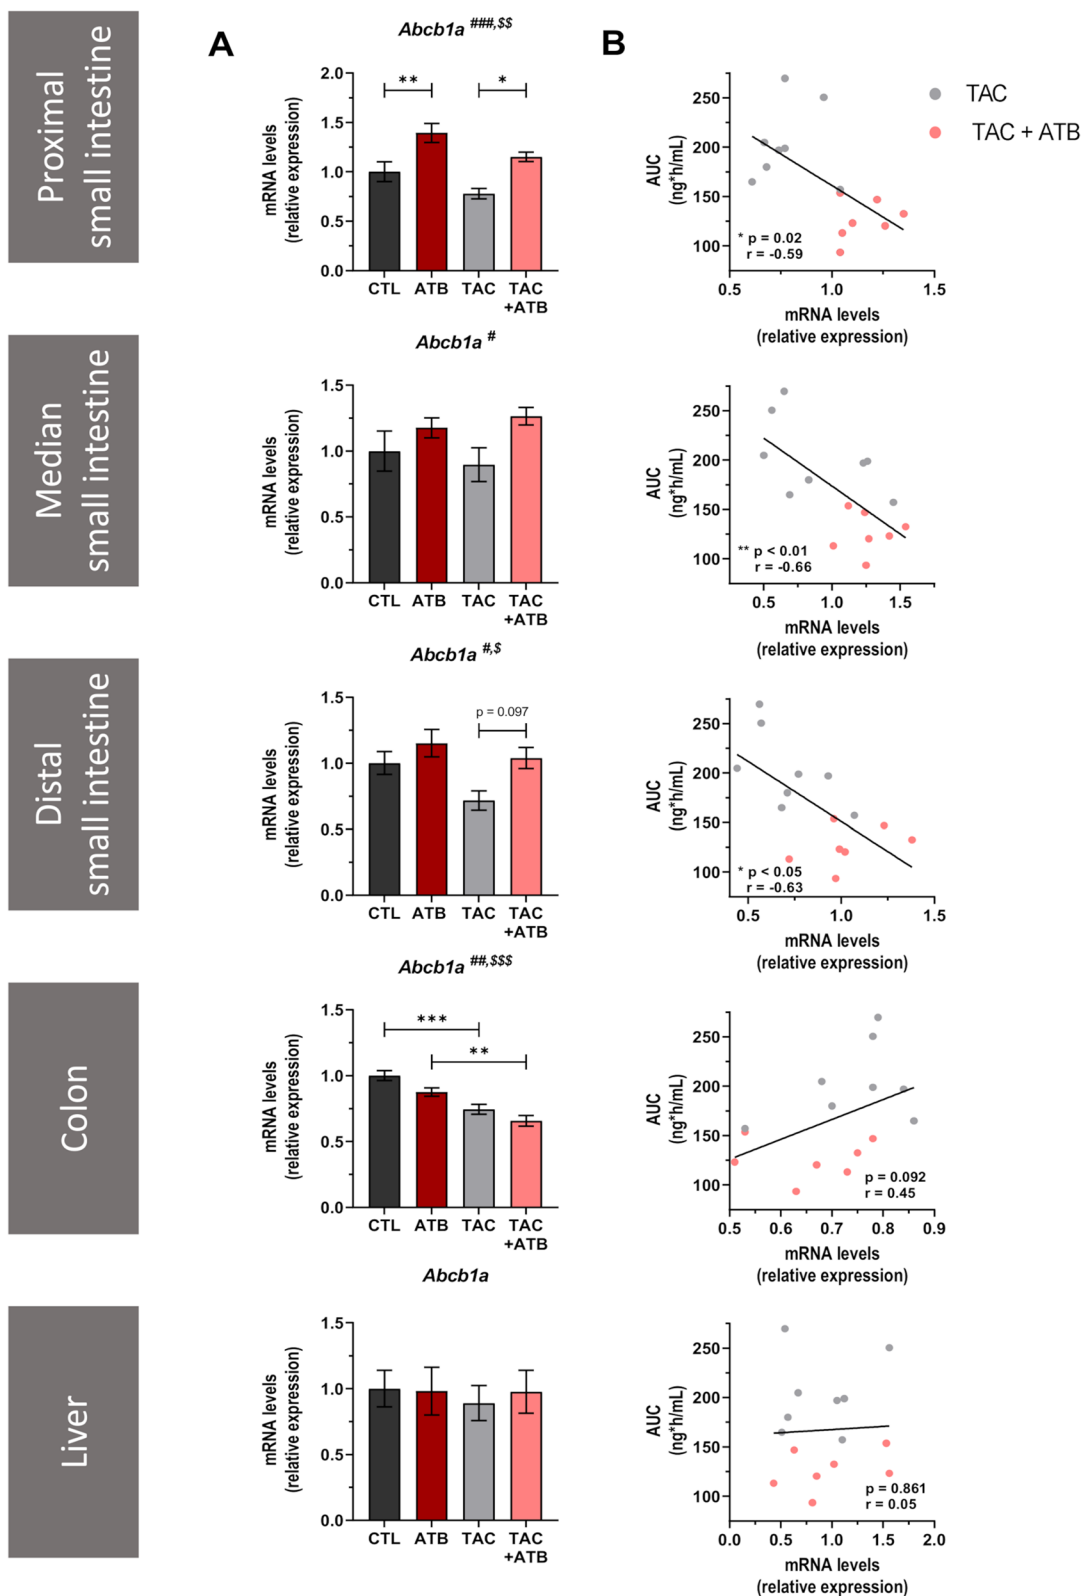 Proximal
small intestine
A
Abcb1a ###,$$
mRNA levels
(relative expression)
2.0
1.5
1.0
0.5
0.0
**
*
CTL ATB TAC TAC
+ATB
B
AUC
(ng*h/mL)
250
200
150
100
* p = 0.02
r = -0.59
0.5 1.0 1.5
mRNA levels
(relative expression)
TAC
TAC + ATB
Median
small intestine
Abcb1a #
mRNA levels
(relative expression)
1.5
1.0
0.5
0.0
CTL ATB TAC TAC
+ATB
AUC
(ng*h/mL)
250
200
150
100
** p < 0.01
r = -0.66
0.5 1.0 1.5
mRNA levels
(relative expression)
Distal
small intestine
Abcb1a #,$
mRNA levels
(relative expression)
1.5
1.0
0.5
0.0
p = 0.097
CTL ATB TAC TAC
+ATB
AUC
(ng*h/mL)
250
200
150
100
* p < 0.05
r = -0.63
0.5 1.0 1.5
mRNA levels
(relative expression)
Colon
Abcb1a ##,$$$
mRNA levels
(relative expression)
1.5
1.0
0.5
0.0
***
**
CTL ATB TAC TAC
+ATB
AUC
(ng*h/mL)
250
200
150
100
p = 0.092
r = 0.45
0.5 0.6 0.7 0.8 0.9
mRNA levels
(relative expression)
Liver
Abcb1a
mRNA levels
(relative expression)
1.5
1.0
0.5
0.0
CTL ATB TAC TAC
+ATB
AUC
(ng*h/mL)
250
200
150
100
p = 0.861
r = 0.05
0.0 0.5 1.0 1.5 2.0
mRNA levels
(relative expression)